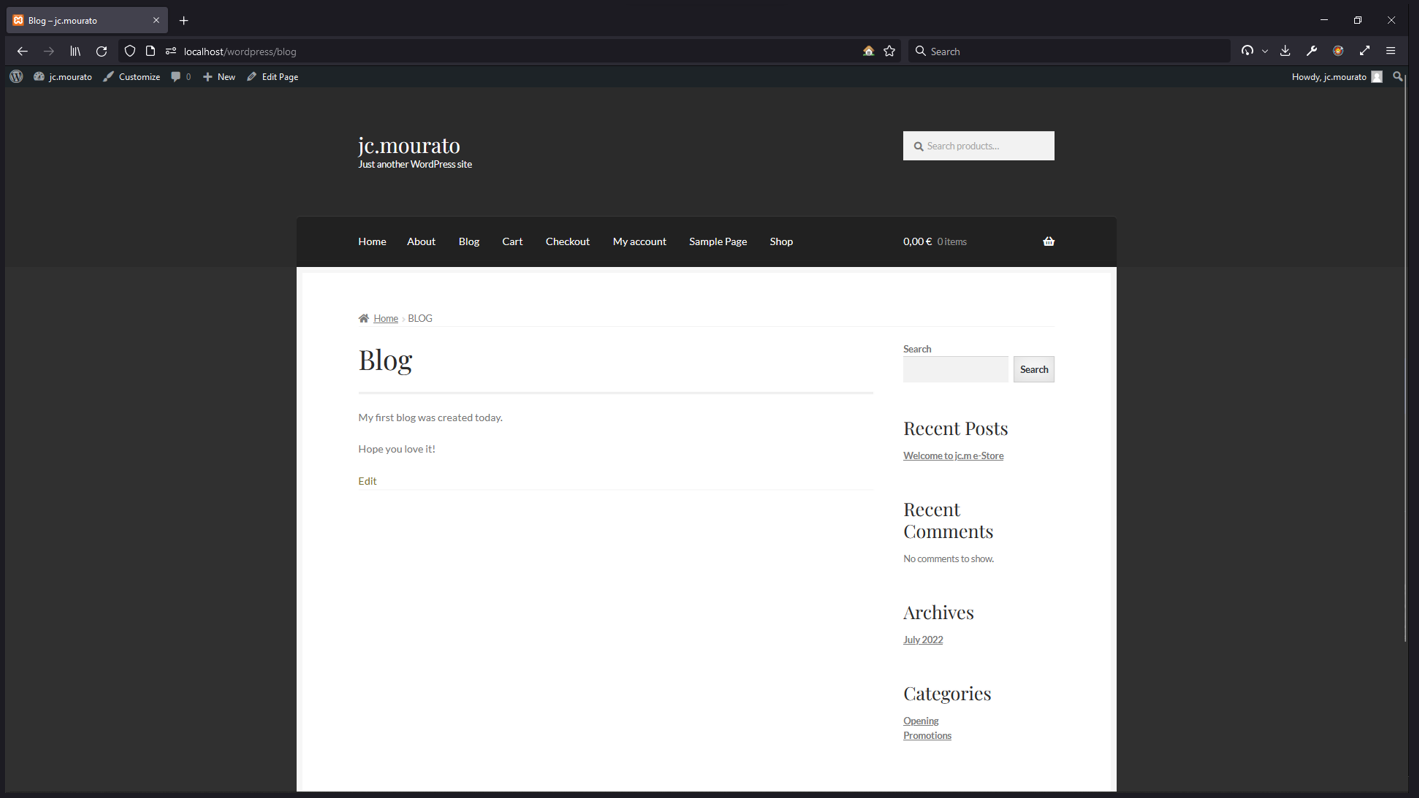 Blog – jc.mourato
localhost/wordpress/blog
Search
jc.mourato
Customize
0
New
Edit Page
Howdy, jc.mourato
jc.mourato
Just another WordPress site
Search products…
Home
About
Blog
Cart
Checkout
My account
Sample Page
Shop
0,00 € 0 items
Home › BLOG
Blog
My first blog was created today.
Hope you love it!
Edit
Search
Search
Recent Posts
Welcome to jc.m e-Store
Recent
Comments
No comments to show.
Archives
July 2022
Categories
Opening
Promotions